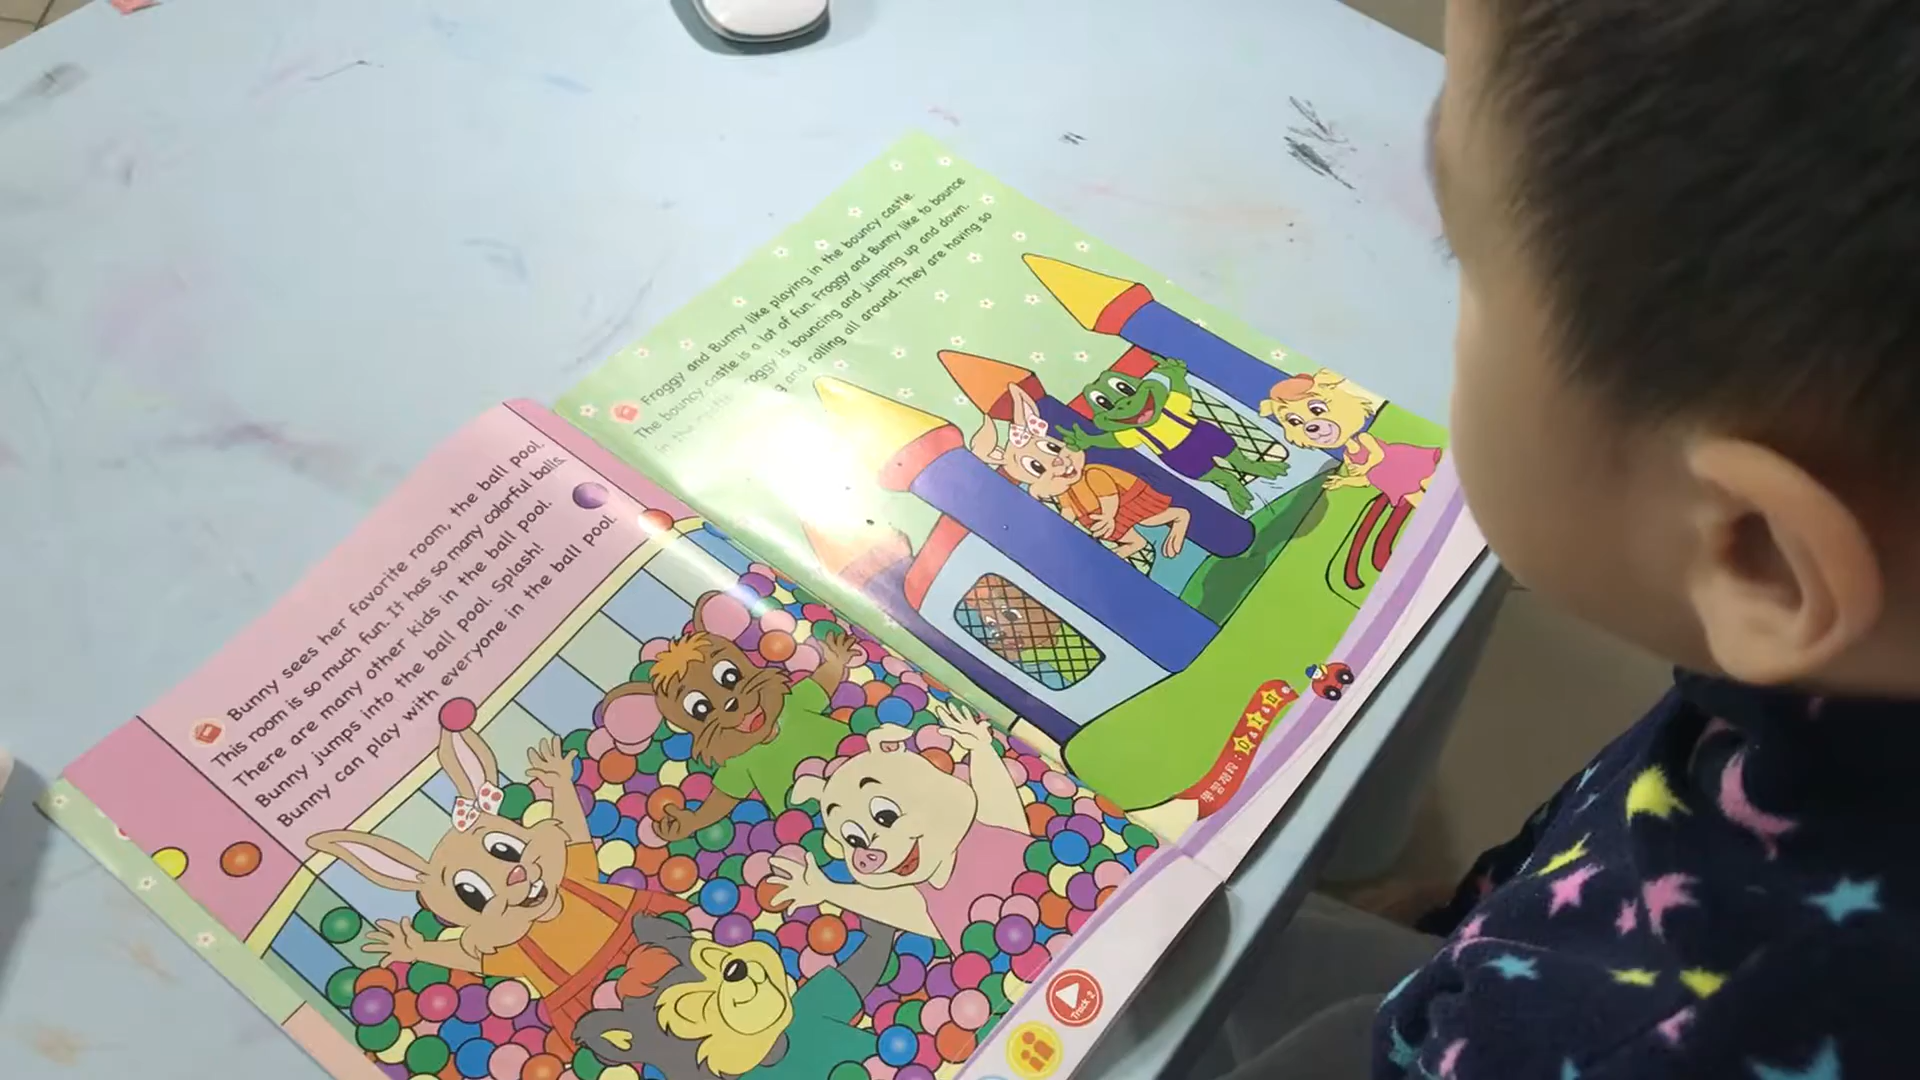 Bunny sees her favorite room, the ball pool.
This room is so much fun. It has so many colorful balls.
There are many other kids in the ball pool.
Bunny jumps into the ball pool. Splash!
Bunny can play with everyone in the ball pool.
Froggy and Bunny like playing in the bouncy castle.
The bouncy castle is a lot of fun. Froggy and Bunny like to bounce
in the is bouncing and jumping up and down.
and rolling all around. They are having so
Track 2